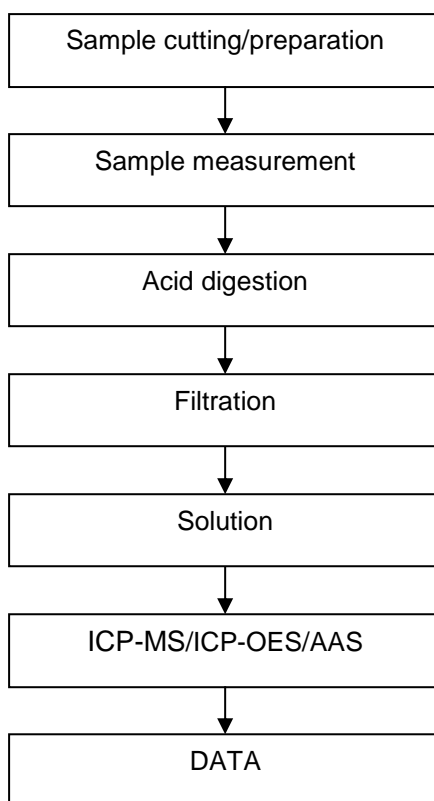 Sample cutting/preparation
Sample measurement
Acid digestion
Filtration
Solution
ICP-MS/ICP-OES/AAS
DATA